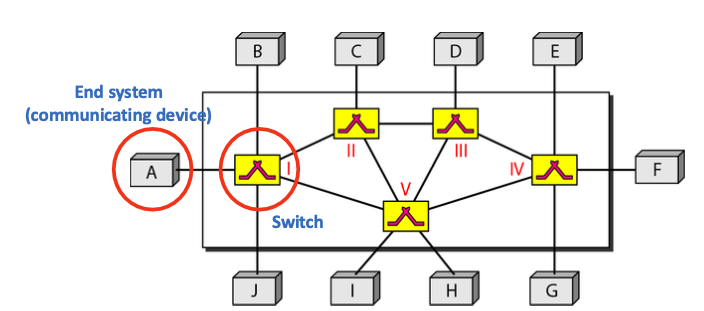 B
C
D
E
End system
(communicating device)
A
I
II
III
IV
F
V
Switch
J
I
H
G